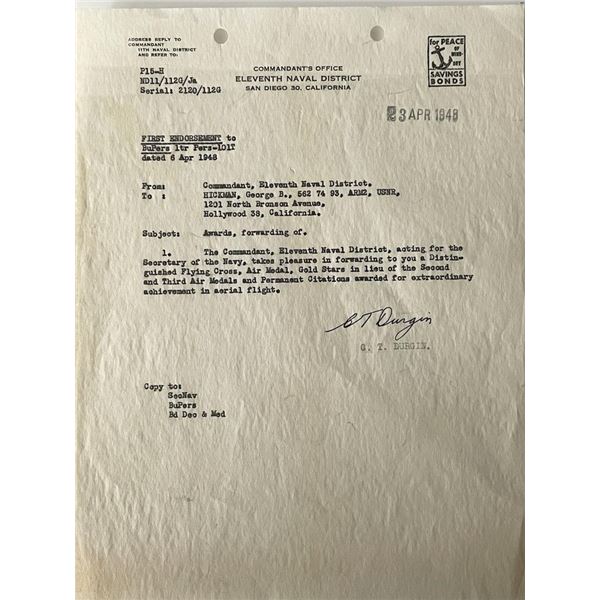 ADDRESS REPLY TO
COMMANDANT
11TH NAVAL DISTRICT
AND REFER TO:
P15-H
ND11/112G/Ja
Serial: 2120/112G
COMMANDANT'S OFFICE
ELEVENTH NAVAL DISTRICT
SAN DIEGO 30, CALIFORNIA
for PEACE
OF MIND
BUY
SAVINGS
BONDS
23 APR 1948
FIRST ENDORSEMENT to
BuPers ltr Pers-101T
dated 6 Apr 1948
From: Commandant, Eleventh Naval District.
To : HICKMAN, George B., 562 74 93, ARM2, USNR,
1201 North Bronson Avenue,
Hollywood 38, California.
Subject: Awards, forwarding of.
1. The Commandant, Eleventh Naval District, acting for the
Secretary of the Navy, takes pleasure in forwarding to you a Distin-
guished Flying Cross, Air Medal, Gold Stars in lieu of the Second
and Third Air Medals and Permanent Citations awarded for extraordinary
achievement in aerial flight.
C T Durgin
C. T. DURGIN.
Copy to:
SecNav
BuPers
Bd Dec & Med